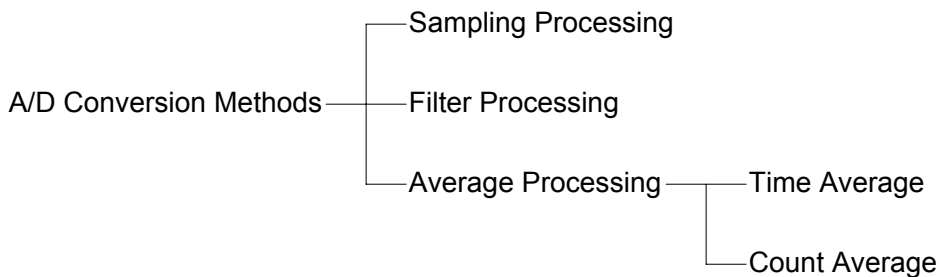 Sampling Processing
A/D Conversion Methods
Filter Processing
Average Processing
Time Average
Count Average